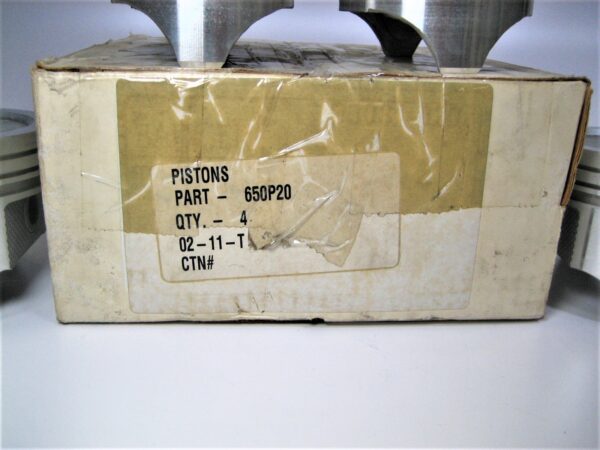 PISTONS
PART - 650P20
QTY. - 4
02-11-T
CTN#